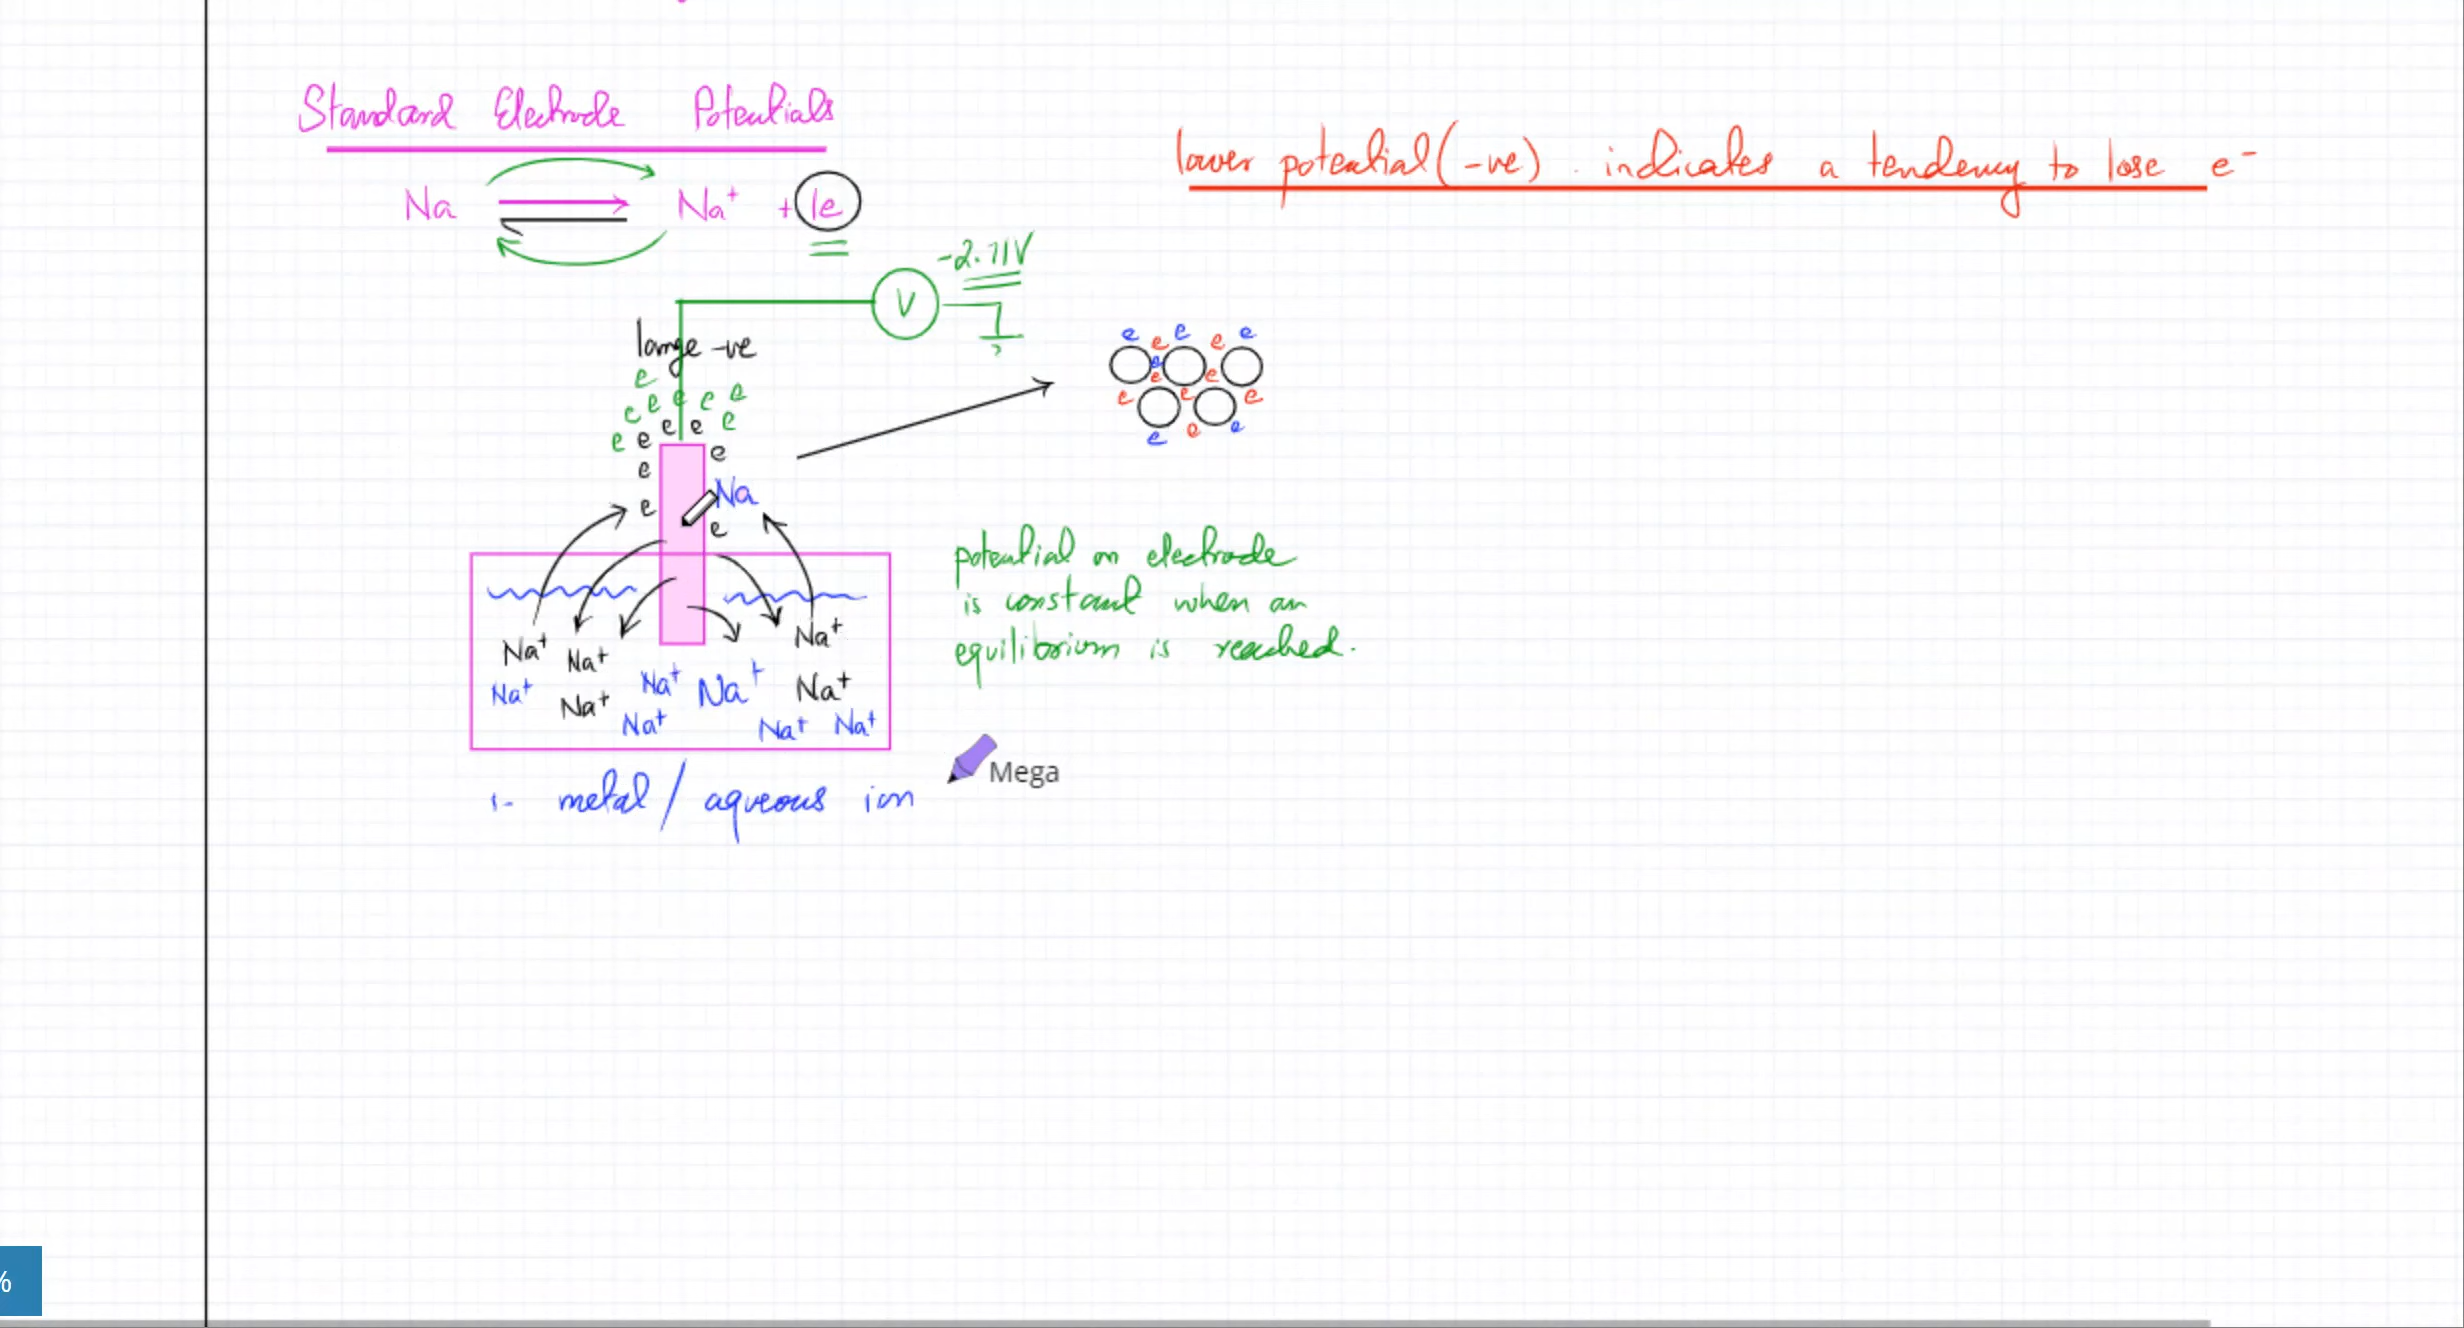 Standard Electrode Potentials
lower potential (-ve) indicates a tendency to lose e⁻
Na ⇌ Na⁺ + 1e
-2.71V
V
large -ve
e e e e e
e e e
e e e e e e
e e e e
e e e e
e e
e e e e e
e e e
e e
e Na
e e
potential on electrode
is constant when an
equilibrium is reached.
Na⁺ Na⁺ Na⁺
Na⁺ Na⁺ Na⁺ Na⁺ Na⁺
Na⁺ Na⁺ Na⁺
Mega
1- metal / aqueous ion
%